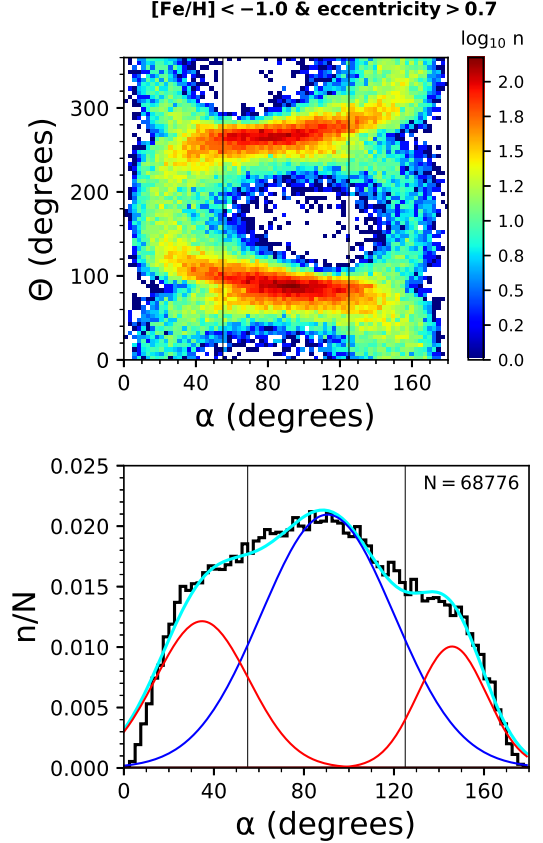 [Fe/H] < −1.0 & eccentricity > 0.7
log₁₀ n
300
200
100
0
Θ (degrees)
2.0
1.8
1.5
1.2
1.0
0.8
0.5
0.2
0.0
0 40 80 120 160
α (degrees)
N = 68776
0.025
0.020
0.015
0.010
0.005
0.000
n/N
0 40 80 120 160
α (degrees)